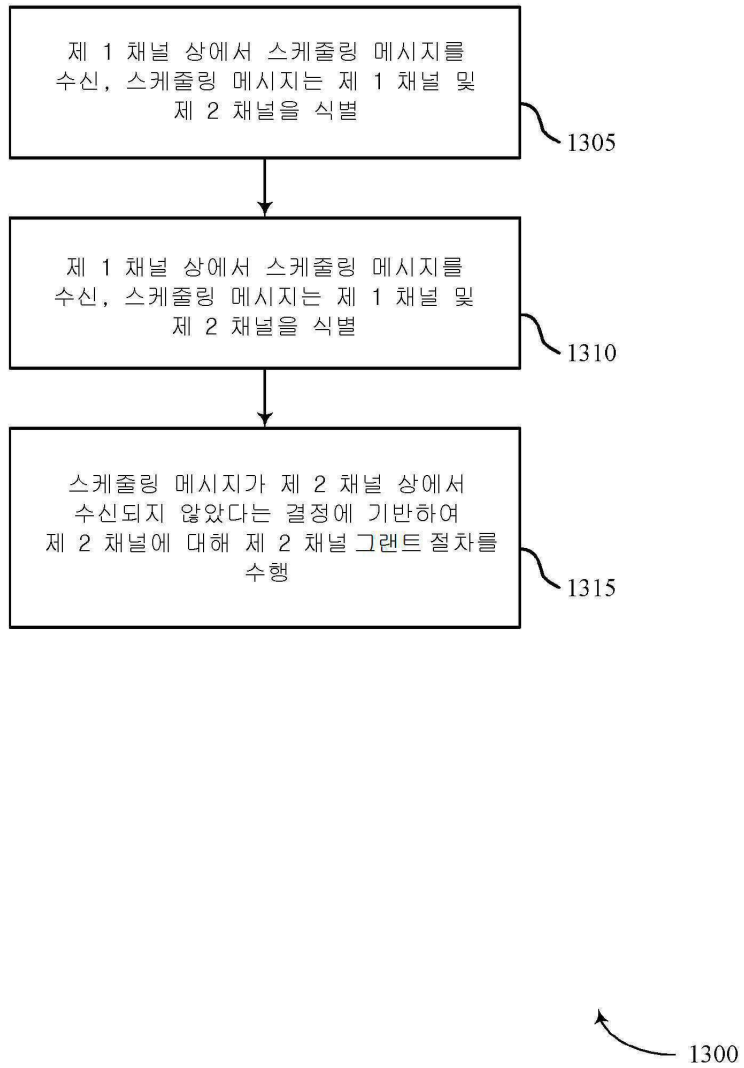 제 1 채널 상에서 스케줄링 메시지를
수신, 스케줄링 메시지는 제 1 채널 및
제 2 채널을 식별
1305
제 1 채널 상에서 스케줄링 메시지를
수신, 스케줄링 메시지는 제 1 채널 및
제 2 채널을 식별
1310
스케줄링 메시지가 제 2 채널 상에서
수신되지 않았다는 결정에 기반하여
제 2 채널에 대해 제 2 채널 그랜트 절차를
수행
1315
1300